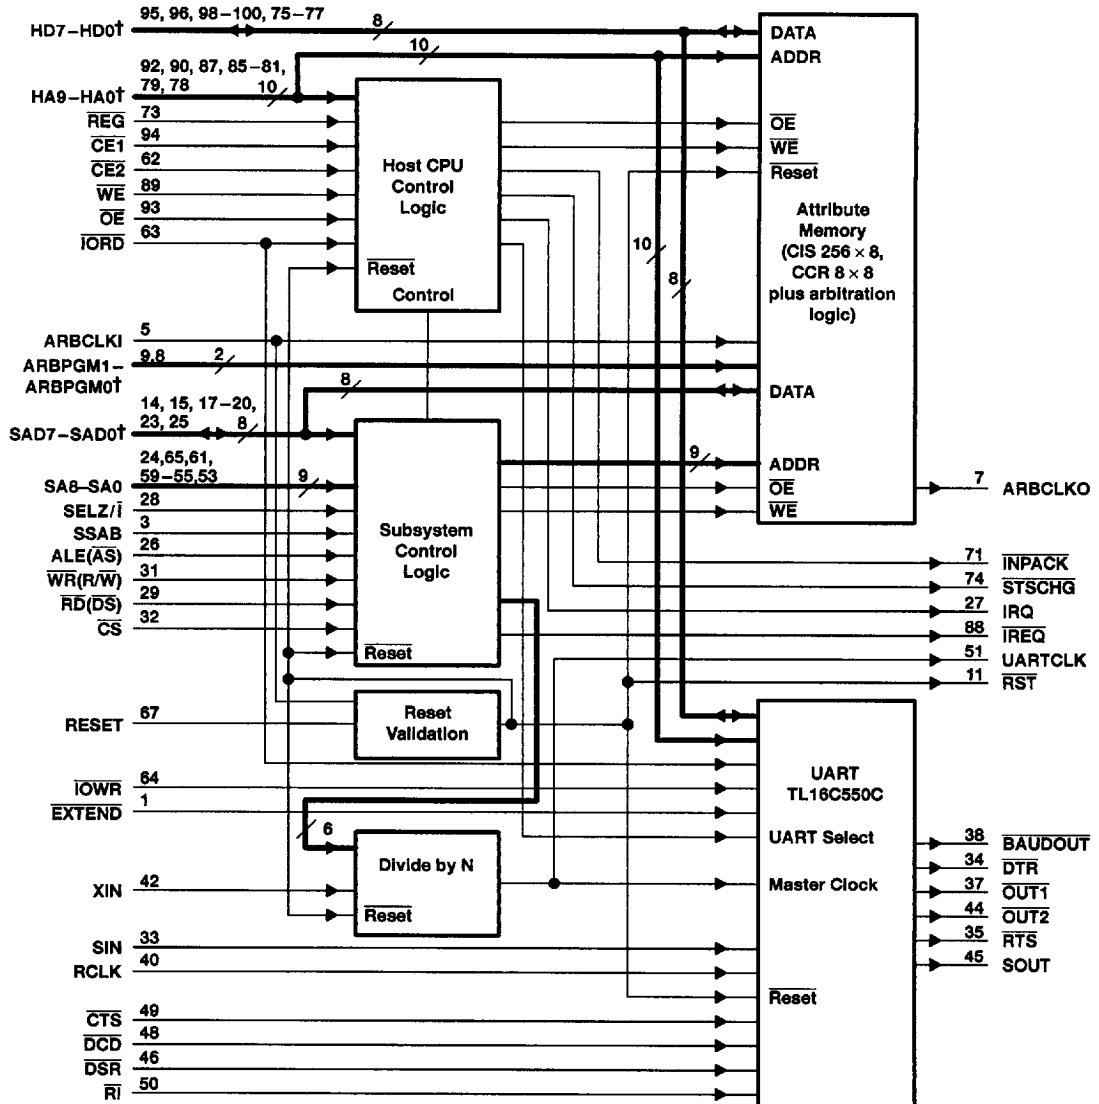 95, 96, 98–100, 75–77
HD7–HD0†
8
DATA
10
ADDR
92, 90, 87, 85–81,
79, 78
HA9–HA0†
10
REG 73
CE1 94
CE2 62
WE 89
OE 93
IORD 63
Host CPU
Control
Logic
Reset
Control
OE
WE
Reset
Attribute
Memory
(CIS 256 × 8,
CCR 8 × 8
plus arbitration
logic)
10
8
ARBCLKI 5
ARBPGM1–
ARBPGM0†
9,8
2
8
DATA
14, 15, 17–20,
23, 25
SAD7–SAD0†
8
24,65,61,
59–55,53
SA8–SA0
9
9
ADDR
OE
WE
7 ARBCLKO
SELZ/I 28
SSAB 3
ALE(AS) 26
WR(R/W) 31
RD(DS) 29
CS 32
Subsystem
Control
Logic
Reset
71 INPACK
74 STSCHG
27 IRQ
88 IREQ
51 UARTCLK
11 RST
RESET 67
Reset
Validation
IOWR 64
EXTEND 1
UART
TL16C550C
6
UART Select
Divide by N
XIN 42
Reset
Master Clock
38 BAUDOUT
34 DTR
37 OUT1
44 OUT2
35 RTS
45 SOUT
SIN 33
RCLK 40
Reset
CTS 49
DCD 48
DSR 46
RI 50